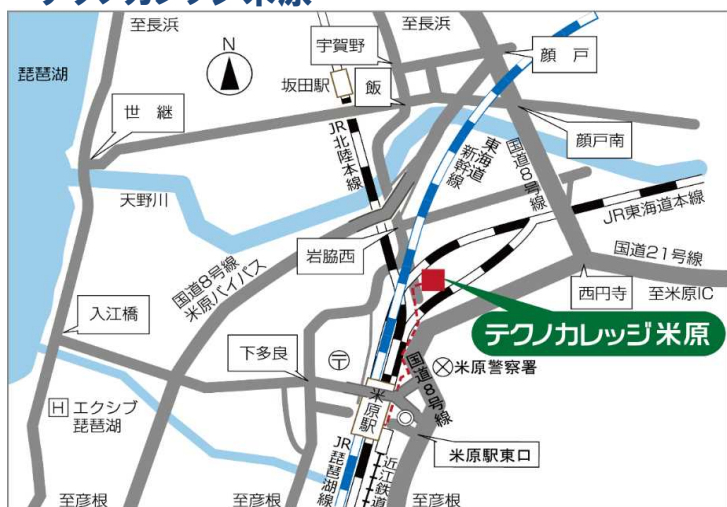 テクノカレッジ米原
至長浜
至長浜
宇賀野
顔 戸
琵琶湖
N
坂田駅
飯
世 継
顔戸南
JR北陸本線
東海道
新幹線
国道8号線
天野川
JR東海道本線
岩脇西
国道21号線
国道8号線
米原バイパス
西円寺
至米原IC
入江橋
テクノカレッジ米原
下多良
〒
米原警察署
国道8号線
米原駅
H
エクシブ
琵琶湖
米原駅東口
JR琵琶湖線
近江鉄道
至彦根
至彦根
至彦根